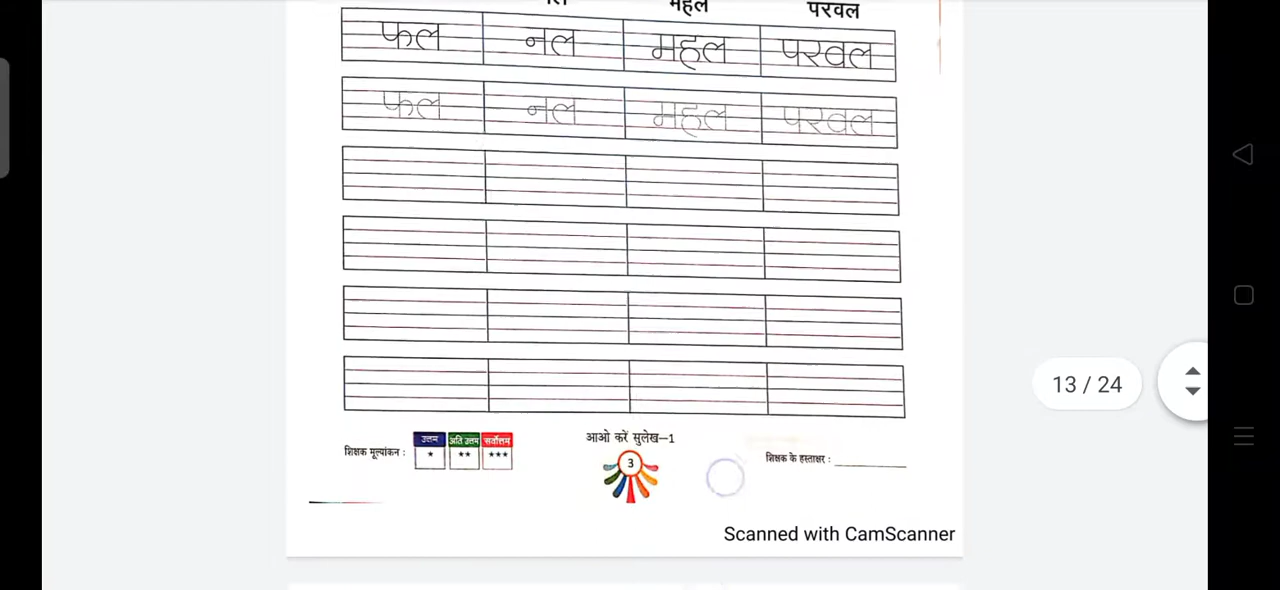 महल परवल
फल नल महल परवल
फल नल महल परवल
13 / 24
उत्तम अति उत्तम सर्वोत्तम
शिक्षक मूल्यांकन : * ** ***
आओ करें सुलेख–1
3
शिक्षक के हस्ताक्षर :
Scanned with CamScanner